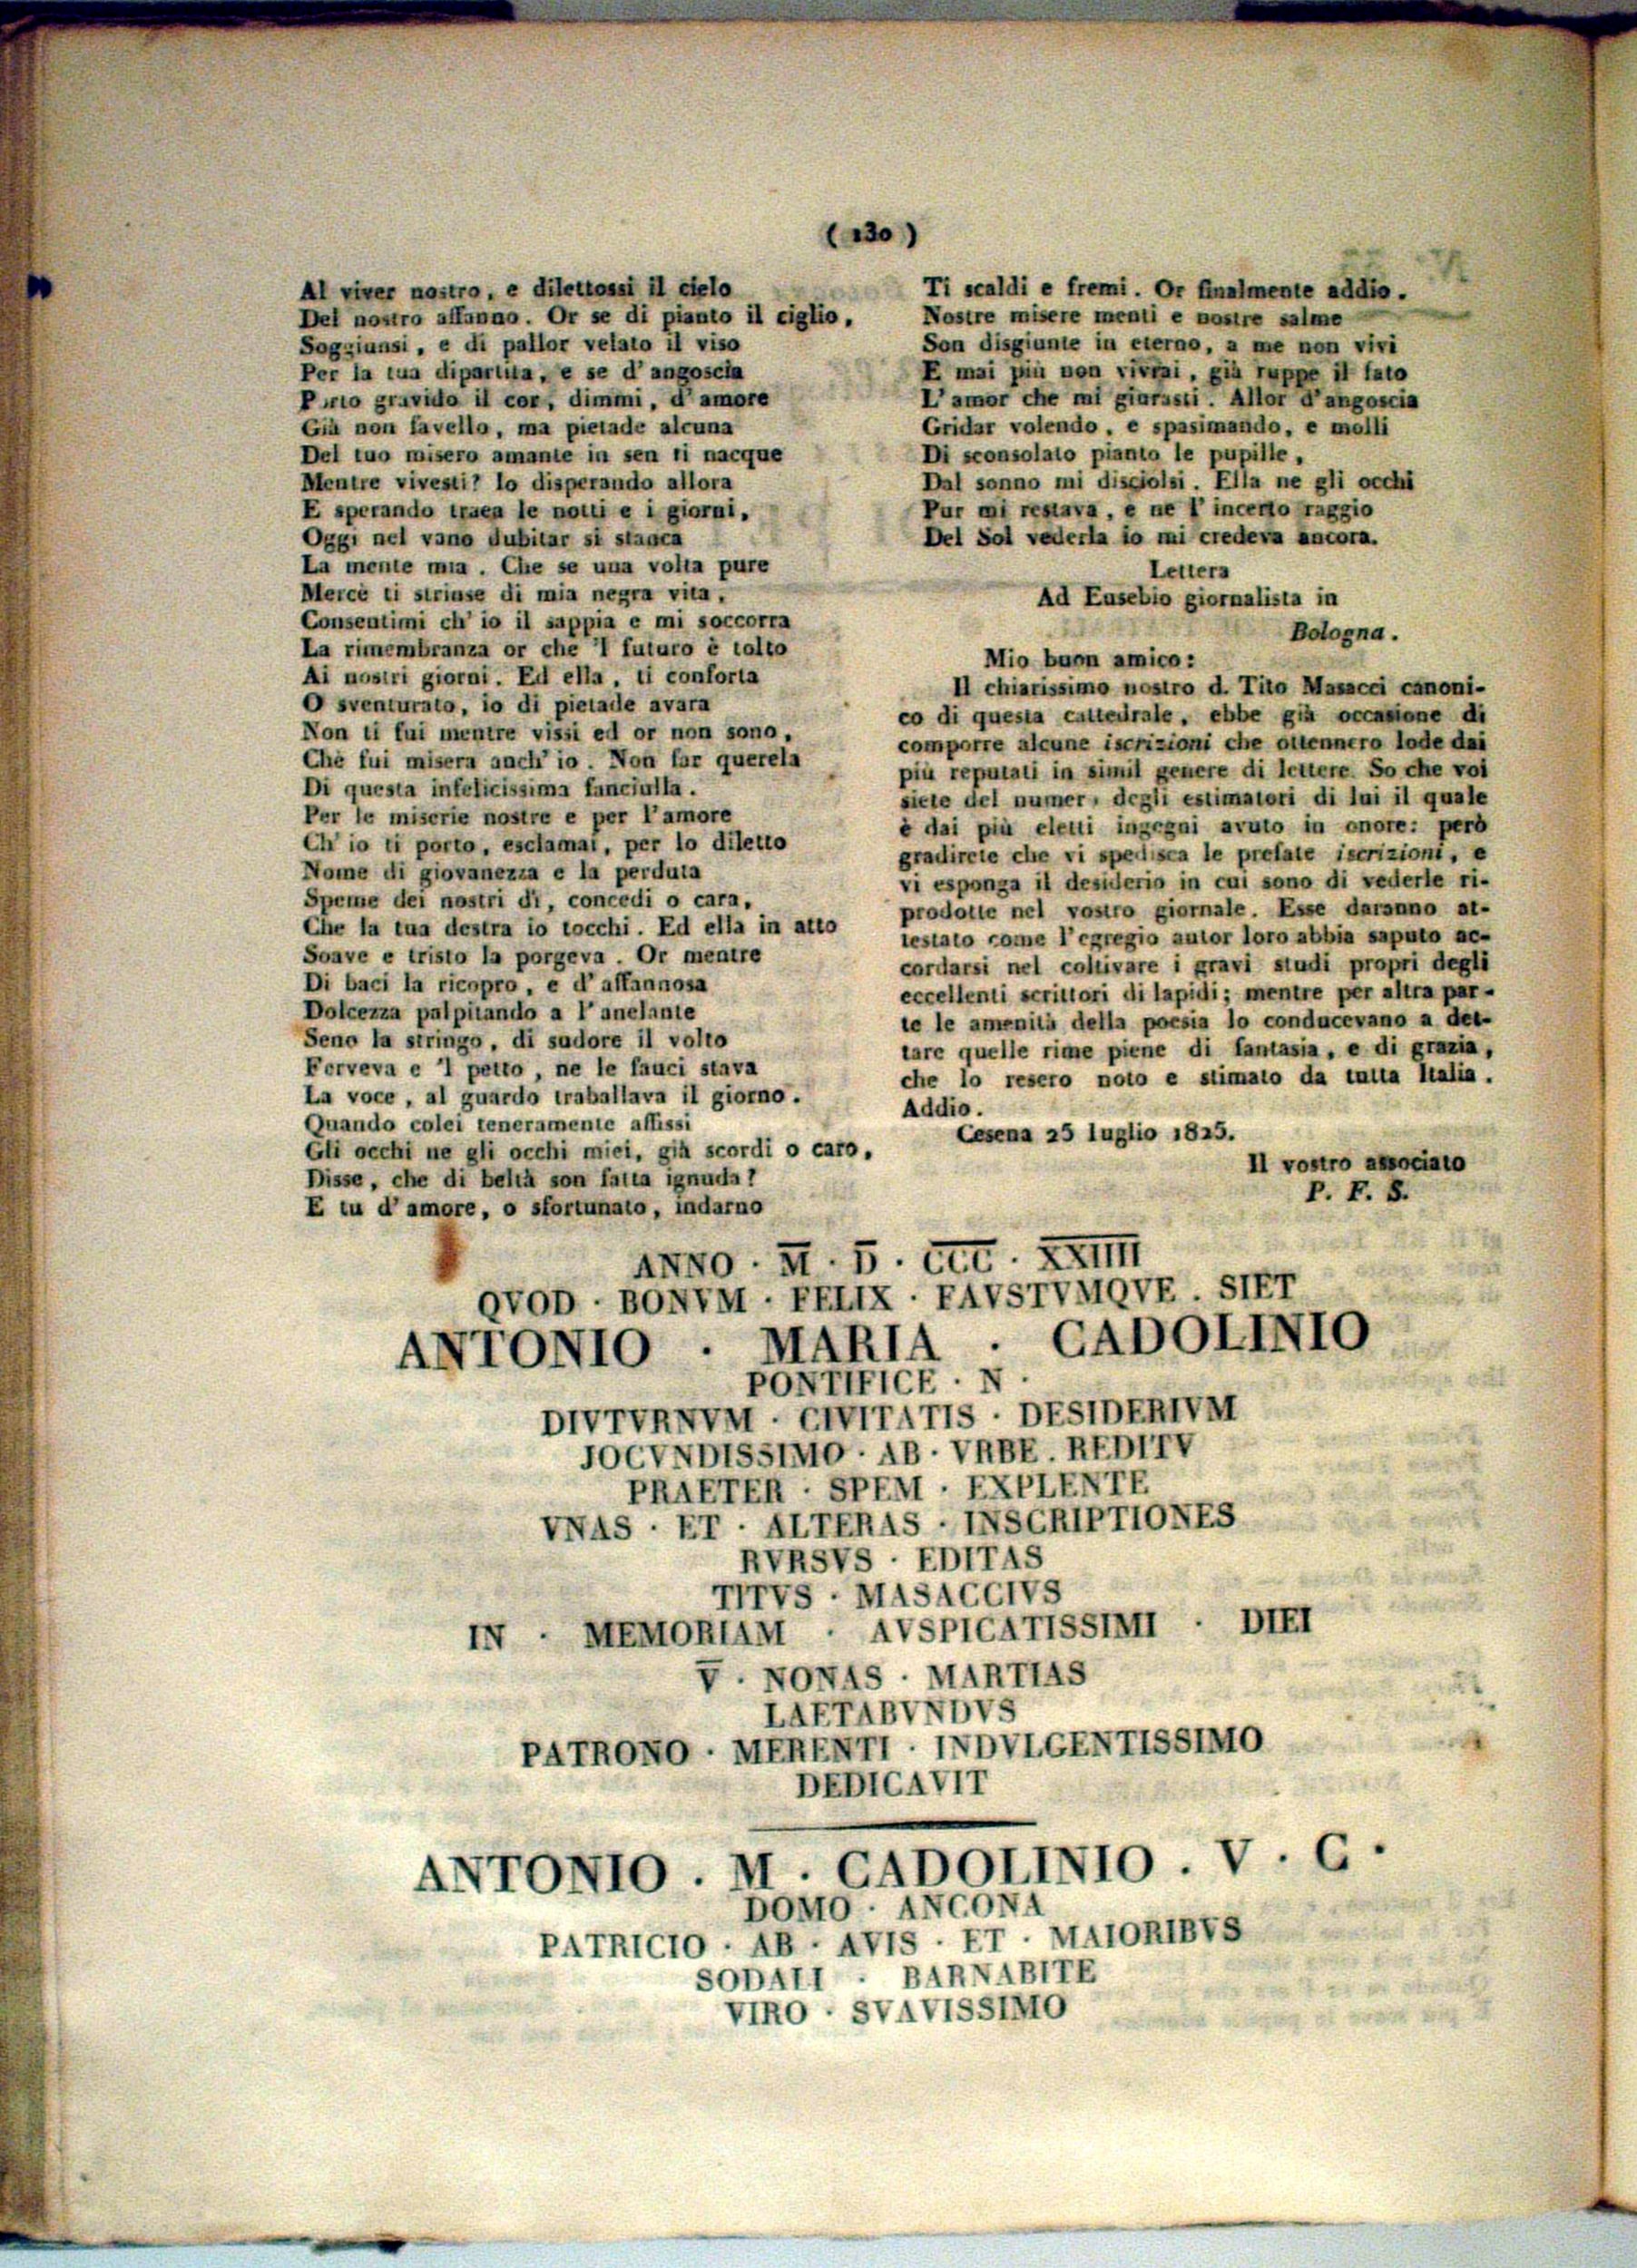 (130)
Al viver nostro, e dilettossi il cielo
Del nostro affanno. Or se di pianto il ciglio,
Soggiunsi, e di pallor velato il viso
Per la tua dipartita, e se d'angoscia
Porto gravido il cor, dimmi, d'amore
Già non favello, ma pietade alcuna
Del tuo misero amante in sen ti nacque
Mentre vivesti? Io disperando allora
E sperando traea le notti e i giorni,
Oggi nel vano dubitar si stanca
La mente mia. Che se una volta pure
Mercè ti strinse di mia negra vita,
Consentimi ch'io il sappia e mi soccorra
La rimembranza or che 'l futuro è tolto
Ai nostri giorni. Ed ella, ti conforta
O sventurato, io di pietade avara
Non ti fui mentre vissi ed or non sono,
Chè fui misera anch'io. Non far querela
Di questa infelicissima fanciulla.
Per le miserie nostre e per l'amore
Ch'io ti porto, esclamai, per lo diletto
Nome di giovanezza e la perduta
Speme dei nostri dì, concedi o cara,
Che la tua destra io tocchi. Ed ella in atto
Soave e tristo la porgeva. Or mentre
Di baci la ricopro, e d'affannosa
Dolcezza palpitando a l'anelante
Seno la stringo, di sudore il volto
Ferveva e 'l petto, ne le fauci stava
La voce, al guardo traballava il giorno.
Quando colei teneramente affissi
Gli occhi ne gli occhi miei, già scordi o caro,
Disse, che di beltà son fatta ignuda?
E tu d'amore, o sfortunato, indarno
Ti scaldi e fremi. Or finalmente addio.
Nostre misere menti e nostre salme
Son disgiunte in eterno, a me non vivi
E mai più non vivrai, già ruppe il fato
L'amor che mi giurasti. Allor d'angoscia
Gridar volendo, e spasimando, e molli
Di sconsolato pianto le pupille,
Dal sonno mi disciolsi. Ella ne gli occhi
Pur mi restava, e ne l'incerto raggio
Del Sol vederla io mi credeva ancora.
Lettera
Ad Eusebio giornalista in
Bologna.
Mio buon amico:
Il chiarissimo nostro d. Tito Masacci canoni-
co di questa cattedrale, ebbe già occasione di
comporre alcune iscrizioni che ottennero lode dai
più reputati in simil genere di lettere. So che voi
siete del numer, degli estimatori di lui il quale
è dai più eletti ingegni avuto in onore: però
gradirete che vi spedisca le prefate iscrizioni, e
vi esponga il desiderio in cui sono di vederle ri-
prodotte nel vostro giornale. Esse daranno at-
testato come l'egregio autor loro abbia saputo ac-
cordarsi nel coltivare i gravi studi propri degli
eccellenti scrittori di lapidi; mentre per altra par-
te le amenità della poesia lo conducevano a det-
tare quelle rime piene di fantasia, e di grazia,
che lo resero noto e stimato da tutta Italia.
Addio.
Cesena 25 luglio 1825.
Il vostro associato
P. F. S.
ANNO · M. D. CCC. XXIIII
QVOD · BONVM · FELIX · FAVSTVMQVE. SIET
ANTONIO · MARIA · CADOLINIO
PONTIFICE · N ·
DIVTVRNVM · CIVITATIS · DESIDERIVM
JOCVNDISSIMO · AB · VRBE. REDITV
PRAETER · SPEM · EXPLENTE
VNAS · ET · ALTERAS · INSCRIPTIONES
RVRSVS · EDITAS
TITVS · MASACCIVS
IN · MEMORIAM · AVSPICATISSIMI · DIEI
V. NONAS · MARTIAS
LAETABVNDVS
PATRONO · MERENTI · INDVLGENTISSIMO
DEDICAVIT
ANTONIO . M . CADOLINIO . V . C .
DOMO · ANCONA
PATRICIO · AB · AVIS · ET · MAIORIBVS
SODALI · BARNABITE
VIRO · SVAVISSIMO